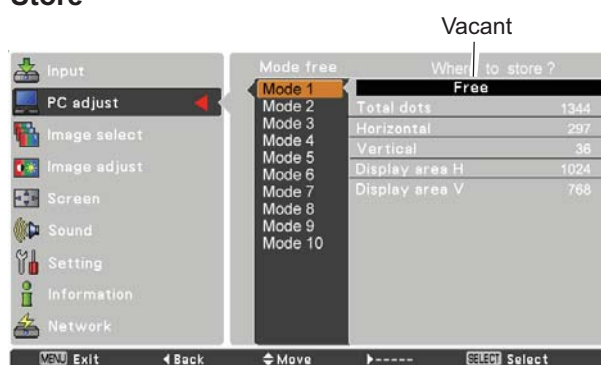 Store
Vacant
Input
PC adjust
Image select
Image adjust
Screen
Sound
Setting
Information
Network
Mode free
Mode 1
Mode 2
Mode 3
Mode 4
Mode 5
Mode 6
Mode 7
Mode 8
Mode 9
Mode 10
Where to store ?
Free
Total dots 1344
Horizontal 297
Vertical 36
Display area H 1024
Display area V 768
MENU Exit ◀Back Move ▶----- SELECT Select